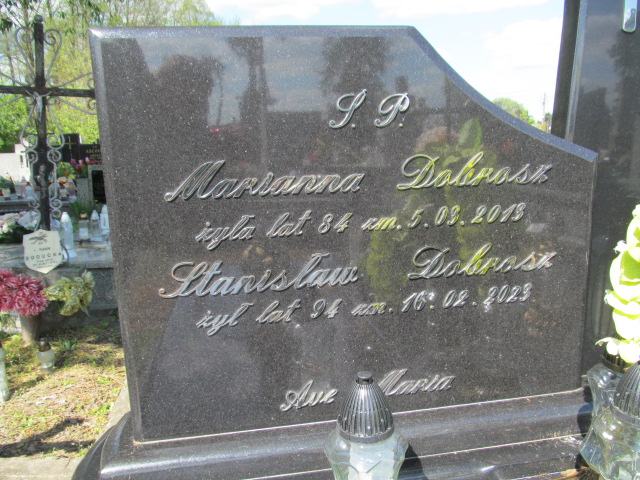 Ś. P.
Marianna Dobrosz
żyła lat 84 zm. 5.03.2013
Stanisław Dobrosz
żył lat 94 zm. 16. 02. 2023
Ave Maria